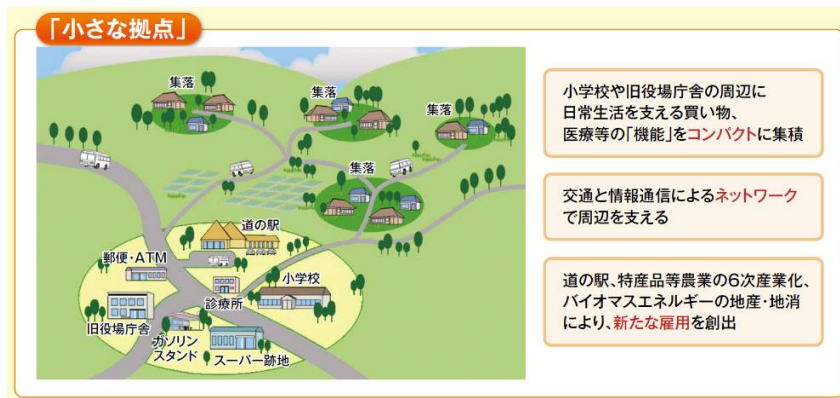 「小さな拠点」
集落
集落
集落
集落
道の駅
郵便・ATM
小学校
診療所
旧役場庁舎
ガソリン
スタンド
スーパー跡地
小学校や旧役場庁舎の周辺に
日常生活を支える買い物、
医療等の「機能」をコンパクトに集積
交通と情報通信によるネットワーク
で周辺を支える
道の駅、特産品等農業の6次産業化、
バイオマスエネルギーの地産・地消
により、新たな雇用を創出